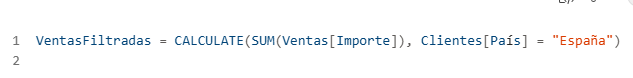 1 VentasFiltradas = CALCULATE(SUM(Ventas[Importe]), Clientes[País] = "España")
2